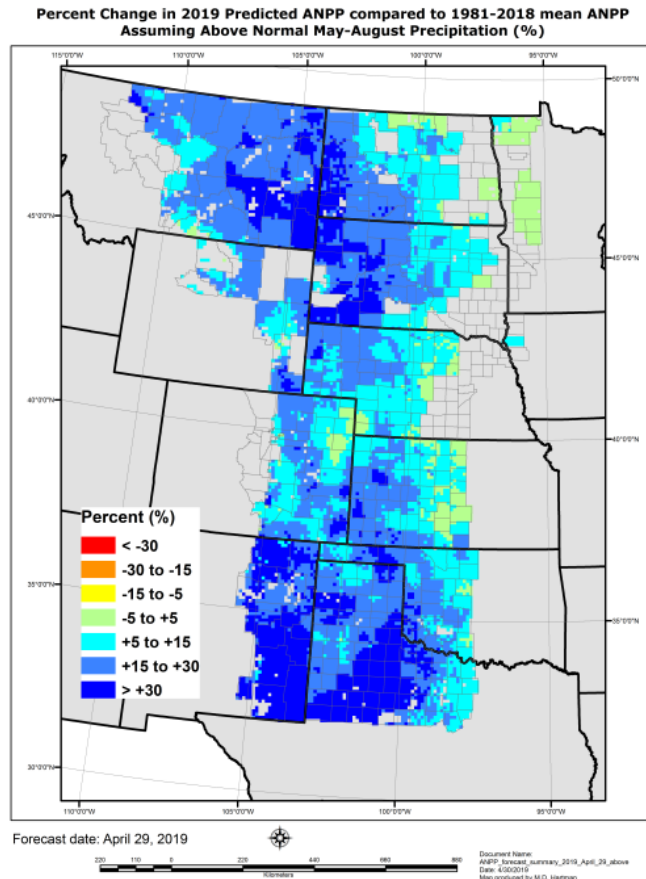 Percent Change in 2019 Predicted ANPP compared to 1981-2018 mean ANPP
Assuming Above Normal May-August Precipitation (%)
115°0'0"W
110°0'0"W
105°0'0"W
100°0'0"W
95°0'0"W
50°0'0"N
45°0'0"N
45°0'0"N
40°0'0"N
40°0'0"N
Percent (%)
< -30
-30 to -15
-15 to -5
-5 to +5
+5 to +15
+15 to +30
> +30
35°0'0"N
35°0'0"N
30°0'0"N
110°0'0"W
105°0'0"W
100°0'0"W
95°0'0"W
Forecast date: April 29, 2019
220 110 0 220 440 660 880
Kilometers
Document Name:
ANPP_forecast_summary_2019_April_29_above
Date: 4/30/2019
Map produced by M.D. Hartman